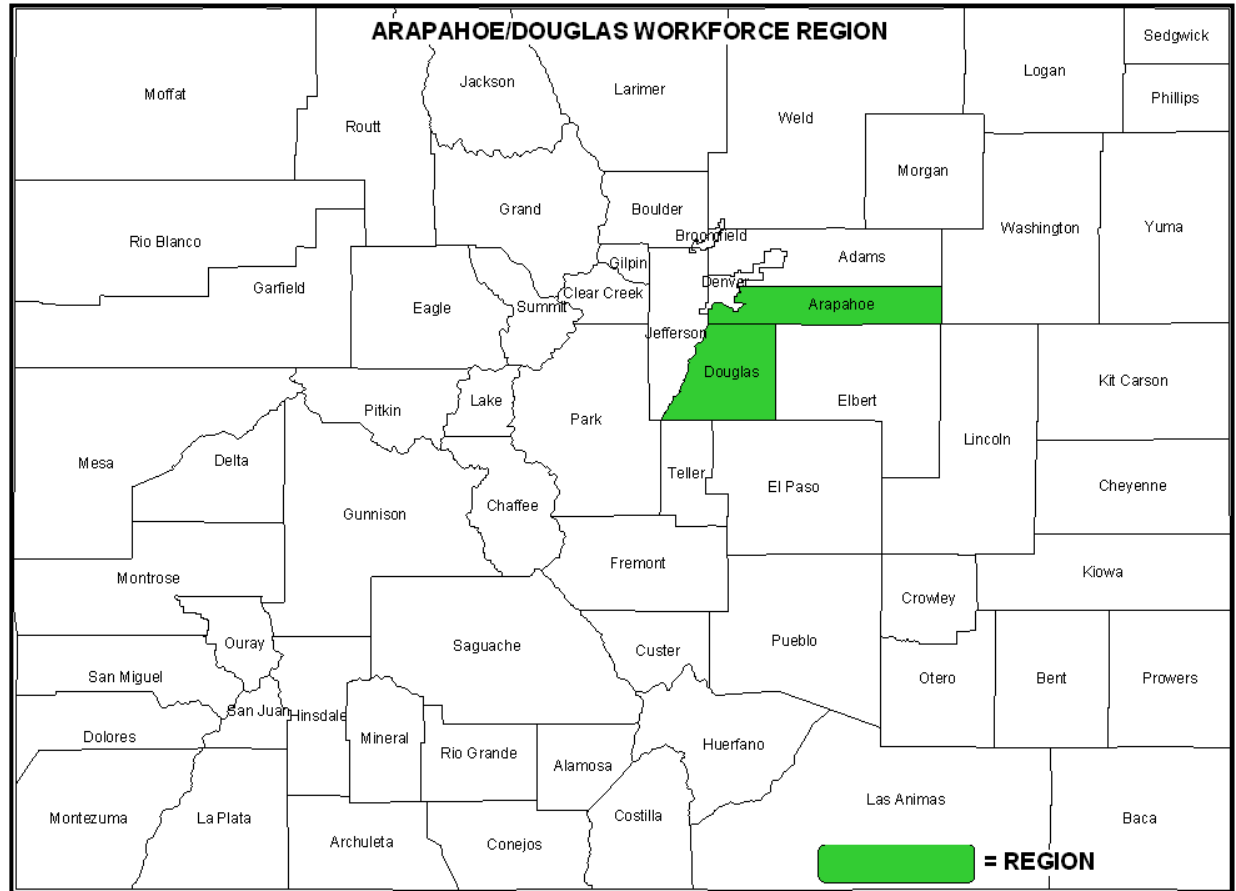 ARAPAHOE/DOUGLAS WORKFORCE REGION
Sedgwick
Logan
Jackson
Larimer
Moffat
Phillips
Weld
Routt
Morgan
Grand
Boulder
Washington
Yuma
Rio Blanco
Broomfield
Gilpin
Adams
Denver
Garfield
Clear Creek
Eagle
Summit
Arapahoe
Jefferson
Douglas
Kit Carson
Lake
Elbert
Pitkin
Park
Lincoln
Mesa
Delta
Teller
El Paso
Cheyenne
Chaffee
Gunnison
Fremont
Montrose
Kiowa
Crowley
Ouray
Saguache
Custer
Pueblo
San Miguel
Otero
Bent
Prowers
San Juan
Hinsdale
Dolores
Mineral
Rio Grande
Huerfano
Alamosa
Las Animas
Montezuma
La Plata
Costilla
Baca
Archuleta
Conejos
= REGION